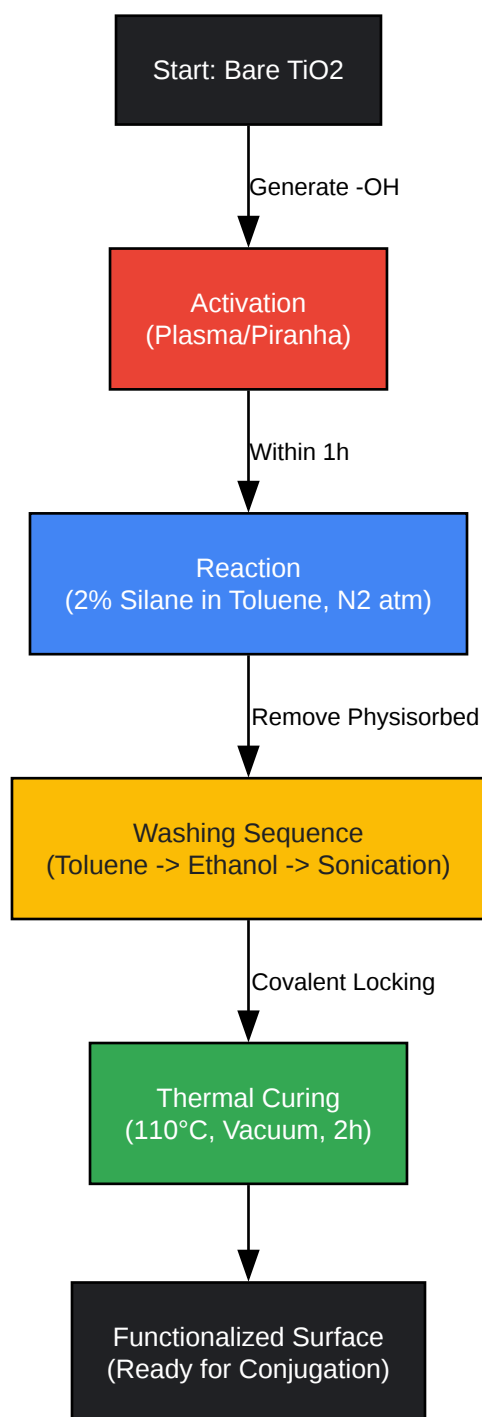 Start: Bare TiO2
Generate -OH
Activation
(Plasma/Piranha)
Within 1h
Reaction
(2% Silane in Toluene, N2 atm)
Remove Physisorbed
Washing Sequence
(Toluene -> Ethanol -> Sonication)
Covalent Locking
Thermal Curing
(110°C, Vacuum, 2h)
Functionalized Surface
(Ready for Conjugation)